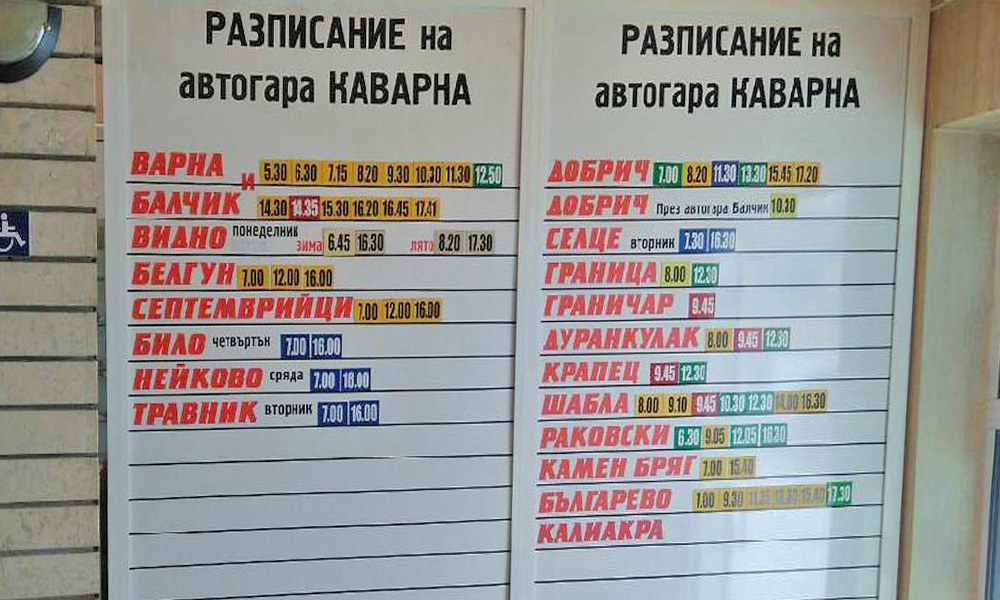 РАЗПИСАНИЕ на
автогара КАВАРНА
ВАРНА и 5.30 6.30 7.15 8.20 9.30 10.30 11.30 12.50
БАЛЧИК 14.30 14.35 15.30 16.20 16.45 17.41
ВИДНО понеделник зима 6.45 16.30 лято 8.20 17.30
БЕЛГУН 7.00 12.00 16.00
СЕПТЕМВРИЙЦИ 7.00 12.00 16.00
БИЛО четвъртък 7.00 16.00
НЕЙКОВО сряда 7.00 16.00
ТРАВНИК вторник 7.00 16.00
РАЗПИСАНИЕ на
автогара КАВАРНА
ДОБРИЧ 7.00 8.20 11.30 13.30 15.45 17.20
ДОБРИЧ През автогара Балчик 10.30
СЕЛЦЕ вторник 7.30 16.30
ГРАНИЦА 8.00 12.30
ГРАНИЧАР 9.45
ДУРАНКУЛАК 8.00 9.45 12.30
КРАПЕЦ 9.45 12.30
ШАБЛА 8.00 9.10 9.45 10.30 12.30 14.00 16.30
РАКОВСКИ 6.30 9.05 12.05 16.30
КАМЕН БРЯГ 7.00 15.40
БЪЛГАРЕВО 7.00 9.30 15.40 17.30
КАЛИАКРА